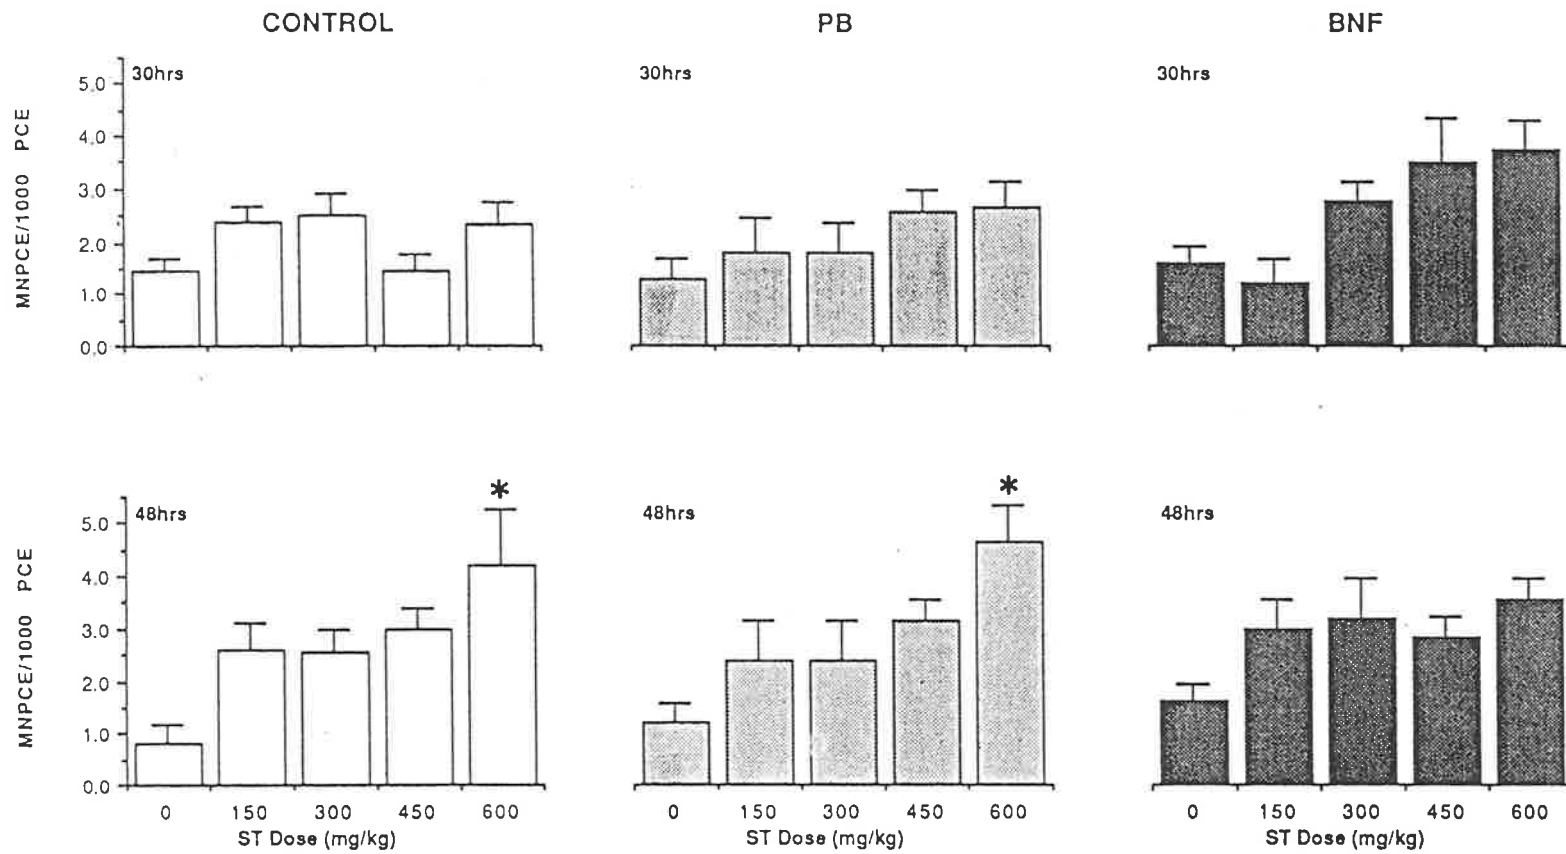 CONTROL PB BNF
30hrs 30hrs 30hrs
MNPCE/1000 PCE
5.0
4.0
3.0
2.0
1.0
0.0
* *
48hrs 48hrs 48hrs
MNPCE/1000 PCE
5.0
4.0
3.0
2.0
1.0
0.0
0 150 300 450 600 0 150 300 450 600 0 150 300 450 600
ST Dose (mg/kg) ST Dose (mg/kg) ST Dose (mg/kg)